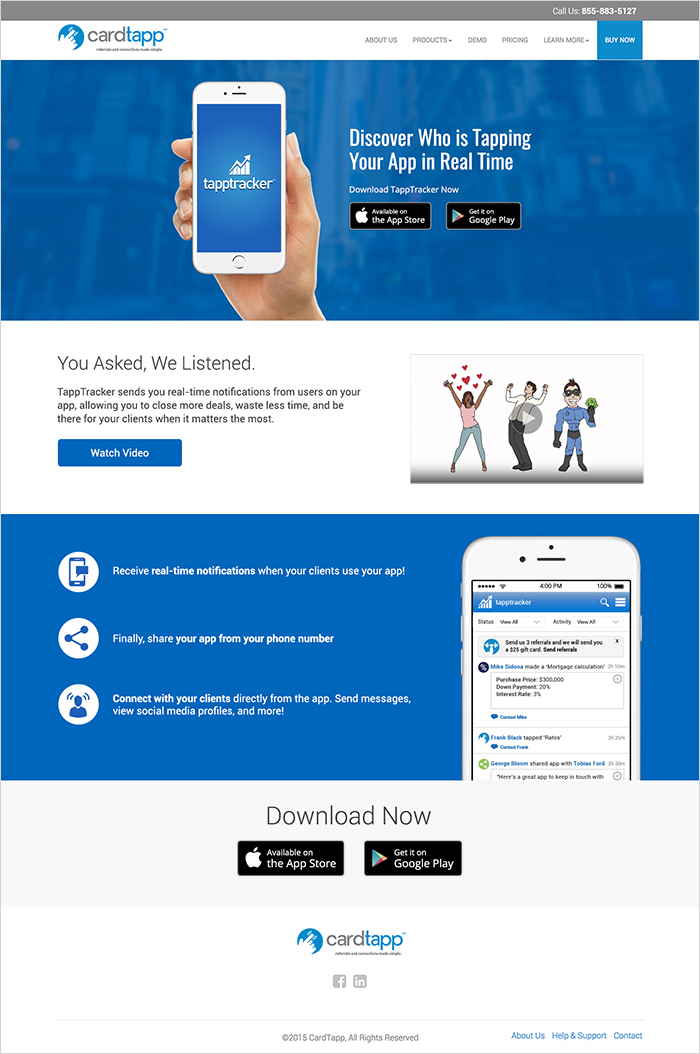 Call Us: 855-883-5127
cardtapp™
referrals and connections made simple.
ABOUT US
PRODUCTS
DEMO
PRICING
LEARN MORE
BUY NOW
tapptracker™
Discover Who is Tapping
Your App in Real Time
Download TappTracker Now
Available on
the App Store
Get it on
Google Play
You Asked, We Listened.
TappTracker sends you real-time notifications from users on your
app, allowing you to close more deals, waste less time, and be
there for your clients when it matters the most.
Watch Video
Receive real-time notifications when your clients use your app!
Finally, share your app from your phone number
Connect with your clients directly from the app. Send messages,
view social media profiles, and more!
4:00 PM 100%
tapptracker
Status View All Activity View All
Send us 3 referrals and we will send you x
a $25 gift card. Send referrals
Mike Sidona made a 'Mortgage calculation' 2h 10m
Purchase Price: $300,000
Down Payment: 20%
Interest Rate: 3%
Contact Mike
Frank Black tapped 'Rates' 2h 25m
Contact Frank
George Bloom shared app with Tobias Ford 2h 30m
"Here's a great app to keep in touch with
Download Now
Available on
the App Store
Get it on
Google Play
cardtapp™
referrals and connections made simple.
©2015 CardTapp, All Rights Reserved
About Us Help & Support Contact